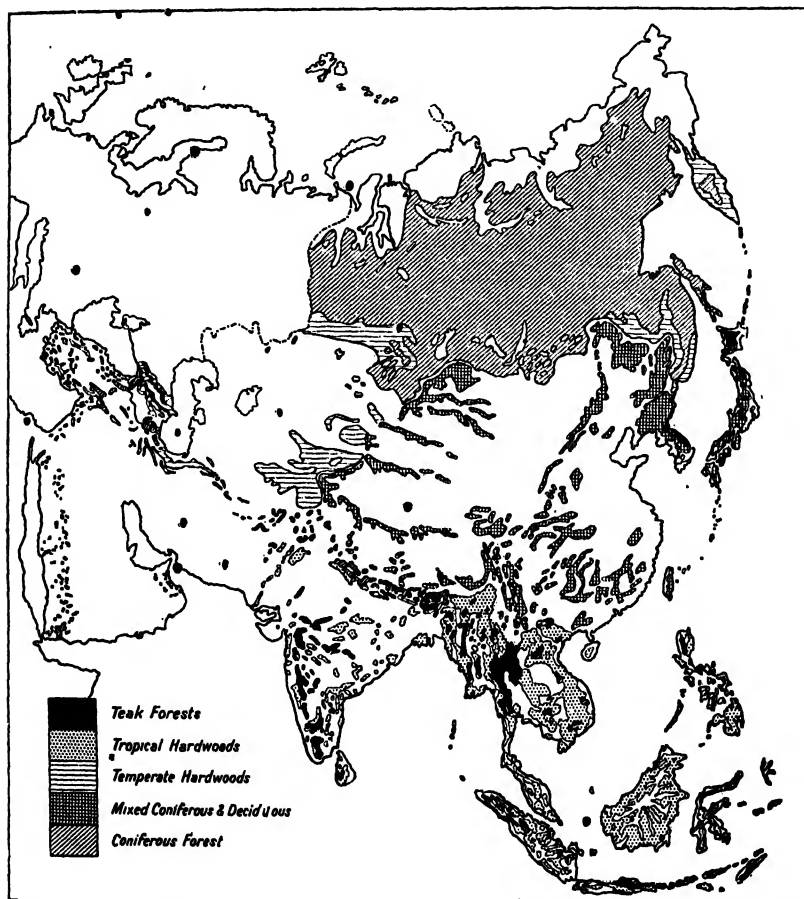 Teak Forests
Tropical Hardwoods
Temperate Hardwoods
Mixed Coniferous & Deciduous
Coniferous Forest